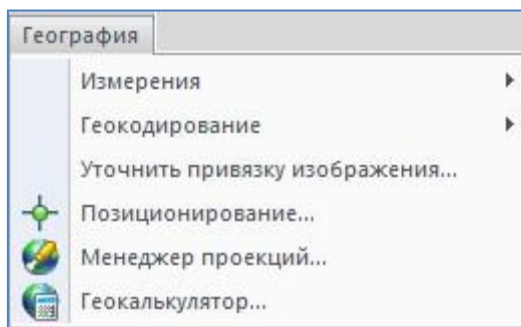 География
Измерения
Геокодирование
Уточнить привязку изображения...
Позиционирование...
Менеджер проекций...
Геокалькулятор...